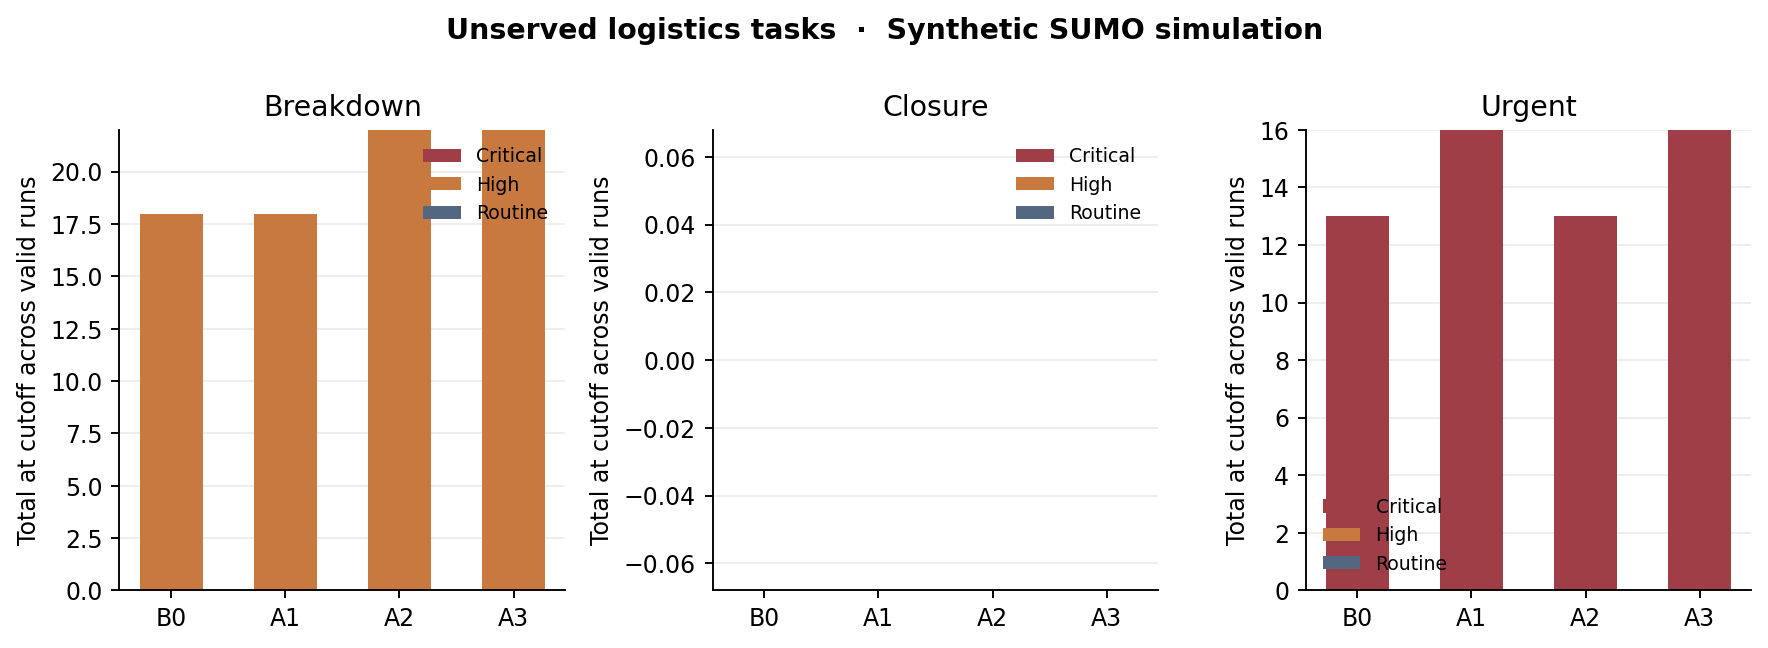 Unserved logistics tasks · Synthetic SUMO simulation
Breakdown
Total at cutoff across valid runs
20.0
17.5
15.0
12.5
10.0
7.5
5.0
2.5
0.0
Critical
High
Routine
B0 A1 A2 A3
Closure
Total at cutoff across valid runs
0.06
0.04
0.02
0.00
−0.02
−0.04
−0.06
Critical
High
Routine
B0 A1 A2 A3
Urgent
Total at cutoff across valid runs
16
14
12
10
8
6
4
2
0
Critical
High
Routine
B0 A1 A2 A3